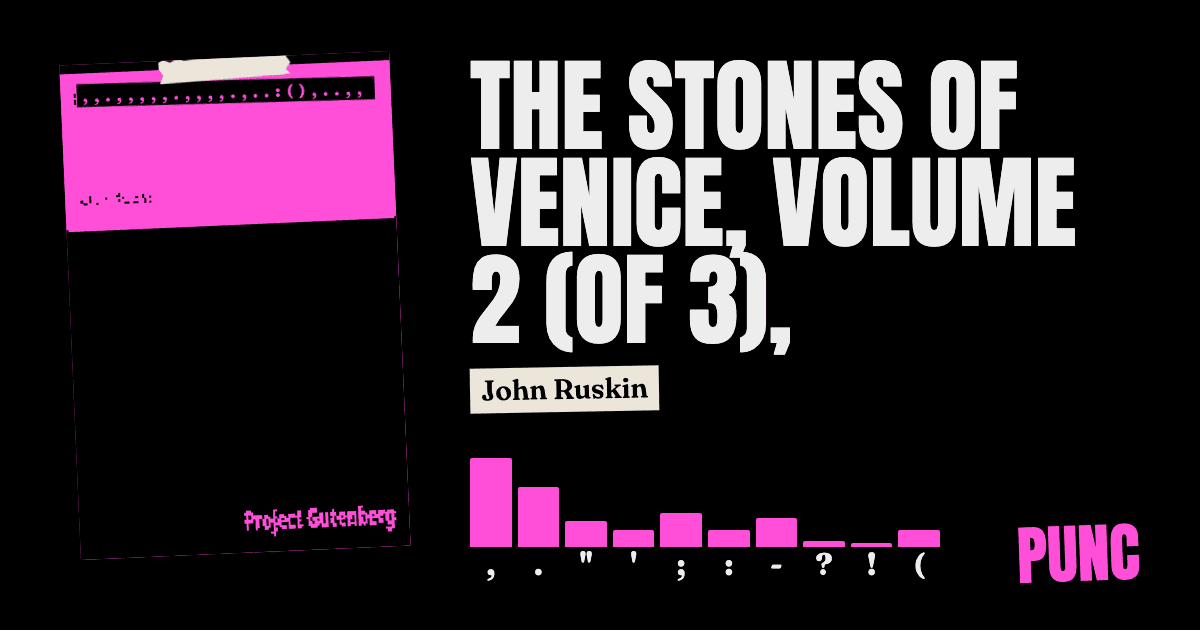 :,,.,,,,,.,,,,.,..:(),..,,
Project Gutenberg
THE STONES OF
VENICE, VOLUME
2 (OF 3),
John Ruskin
, . " ' ; : - ? ! (
PUNC